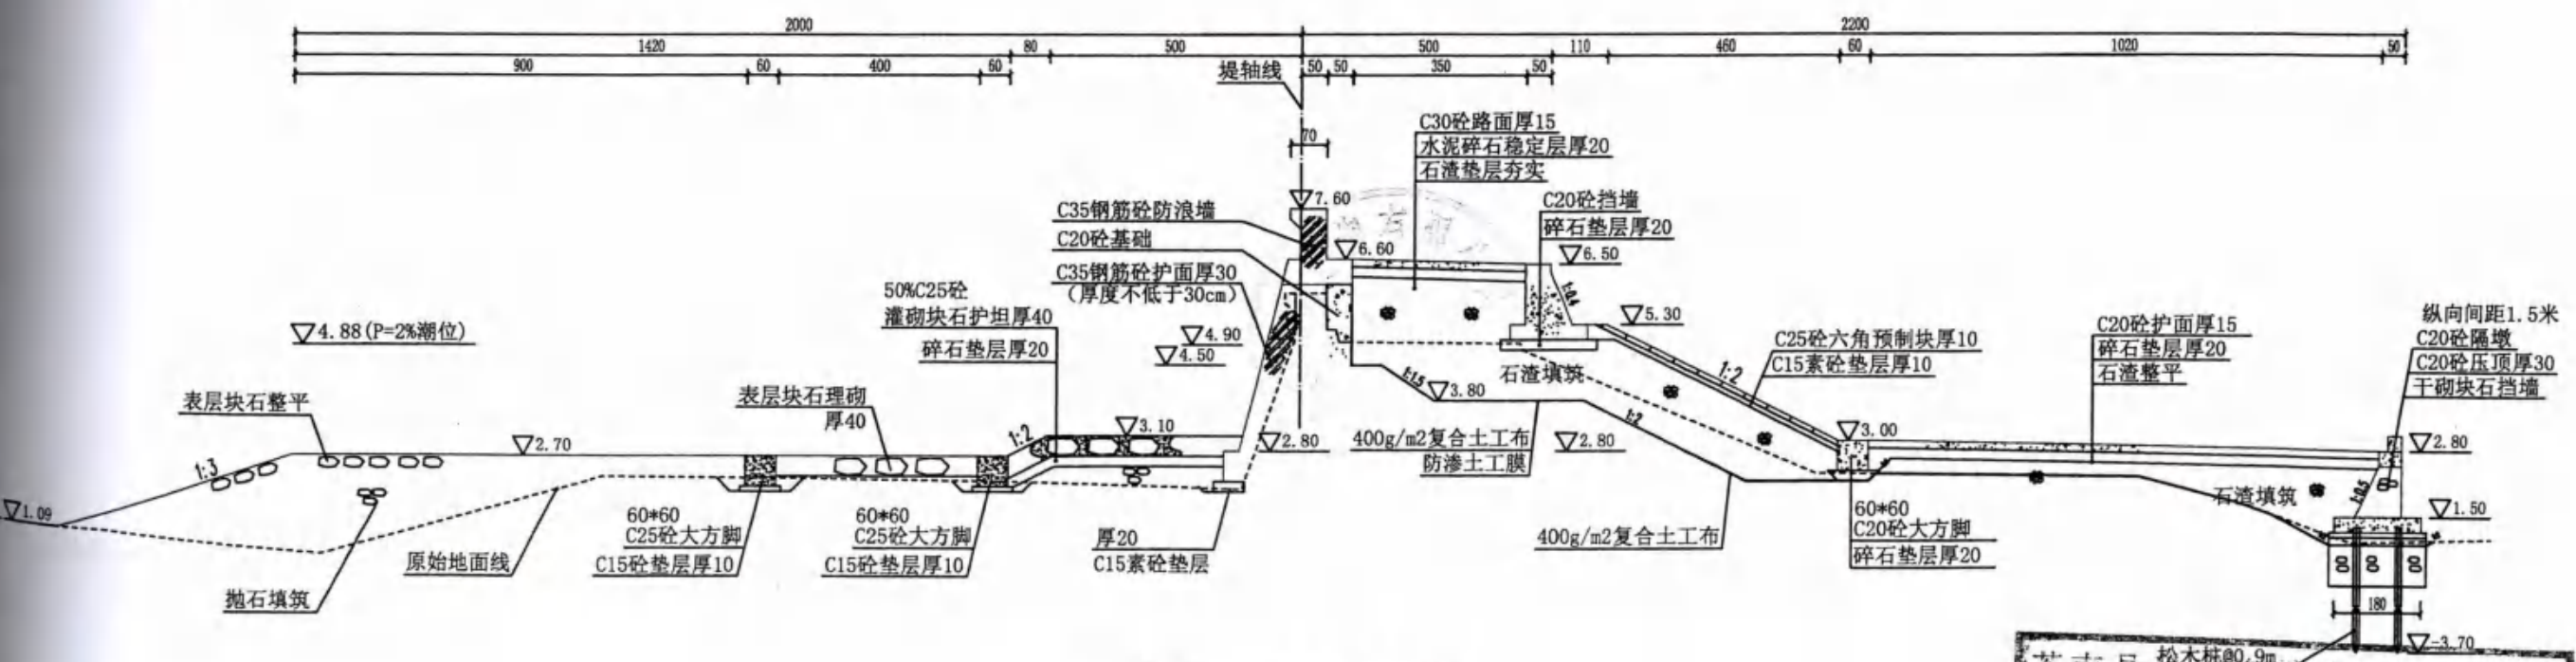 2000
2200
1420
80
500
500
110
460
60
1020
50
900
60
400
60
50
50
350
50
堤轴线
70
C30砼路面厚15
水泥碎石稳定层厚20
石渣垫层夯实
7.60
C35钢筋砼防浪墙
C20砼基础
C35钢筋砼护面厚30
（厚度不低于30cm）
6.60
C20砼挡墙
碎石垫层厚20
6.50
1:0.4
50%C25砼
灌砌块石护坦厚40
碎石垫层厚20
4.88(P=2%潮位)
4.90
4.50
5.30
C25砼六角预制块厚10
C15素砼垫层厚10
C20砼护面厚15
碎石垫层厚20
石渣整平
纵向间距1.5米
C20砼隔墩
C20砼压顶厚30
干砌块石挡墙
表层块石整平
表层块石理砌
厚40
1:2
3.10
1:1.5
3.80
石渣填筑
1:2
1:2
1:3
2.70
2.80
400g/m2复合土工布
防渗土工膜
2.80
3.00
2.80
1.09
石渣填筑
1:0.5
1.50
原始地面线
抛石填筑
60*60
C25砼大方脚
C15砼垫层厚10
60*60
C25砼大方脚
C15砼垫层厚10
厚20
C15素砼垫层
400g/m2复合土工布
60*60
C20砼大方脚
碎石垫层厚20
180
-3.70
松木桩@0.9m